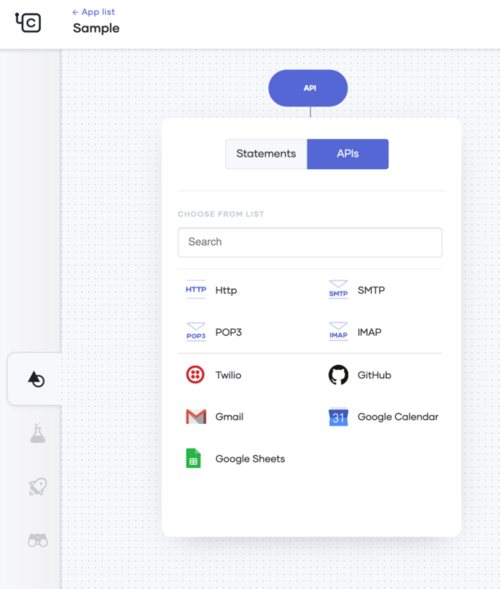 C
← App list
Sample
API
Statements APIs
CHOOSE FROM LIST
Search
HTTP Http SMTP SMTP
POP3 POP3 IMAP IMAP
Twilio GitHub
Gmail 31 Google Calendar
Google Sheets